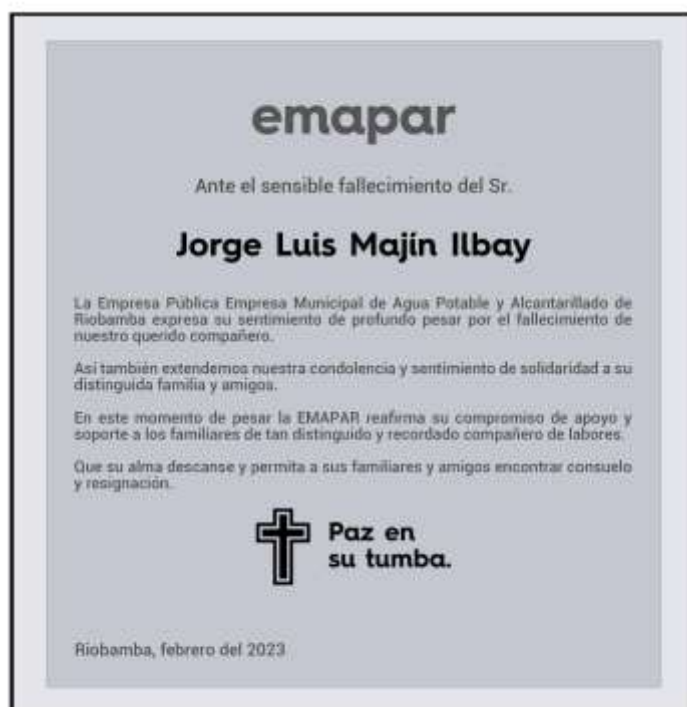 emapar
Ante el sensible fallecimiento del Sr.
Jorge Luis Majín Ilbay
La Empresa Pública Empresa Municipal de Agua Potable y Alcantarillado de
Riobamba expresa su sentimiento de profundo pesar por el fallecimiento de
nuestro querido compañero.
Así también extendemos nuestra condolencia y sentimiento de solidaridad a su
distinguida familia y amigos.
En este momento de pesar la EMAPAR reafirma su compromiso de apoyo y
soporte a los familiares de tan distinguido y recordado compañero de labores.
Que su alma descanse y permita a sus familiares y amigos encontrar consuelo
y resignación.
Paz en
su tumba.
Riobamba, febrero del 2023